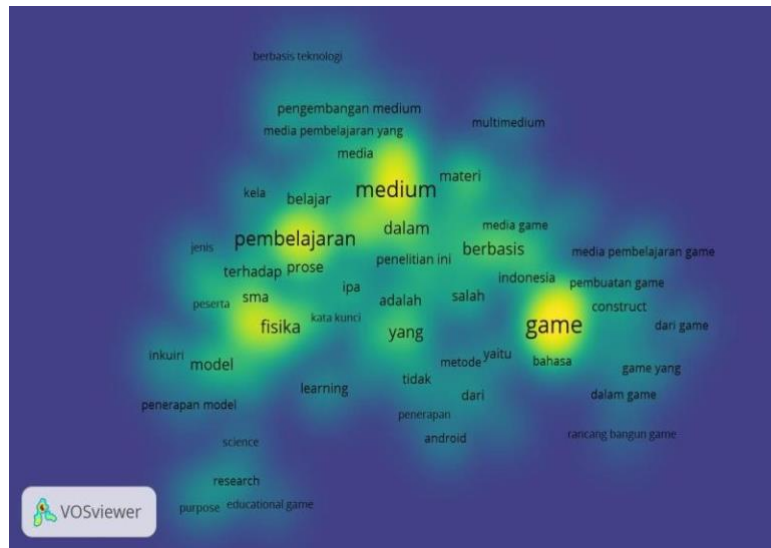 berbasis teknologi
pengembangan medium
multimedium
media pembelajaran yang
media
materi
medium
kela
belajar
dalam
media game
pembelajaran
berbasis
jenis
media pembelajaran game
penelitian ini
terhadap
prose
indonesia
pembuatan game
ipa
sma
salah
peserta
adalah
construct
kata kunci
fisika
game
dari game
yang
inkuiri
metode
yaitu
bahasa
model
game yang
tidak
learning
dari
dalam game
penerapan model
penerapan
android
rancang bangun game
science
research
educational game
purpose
VOSviewer